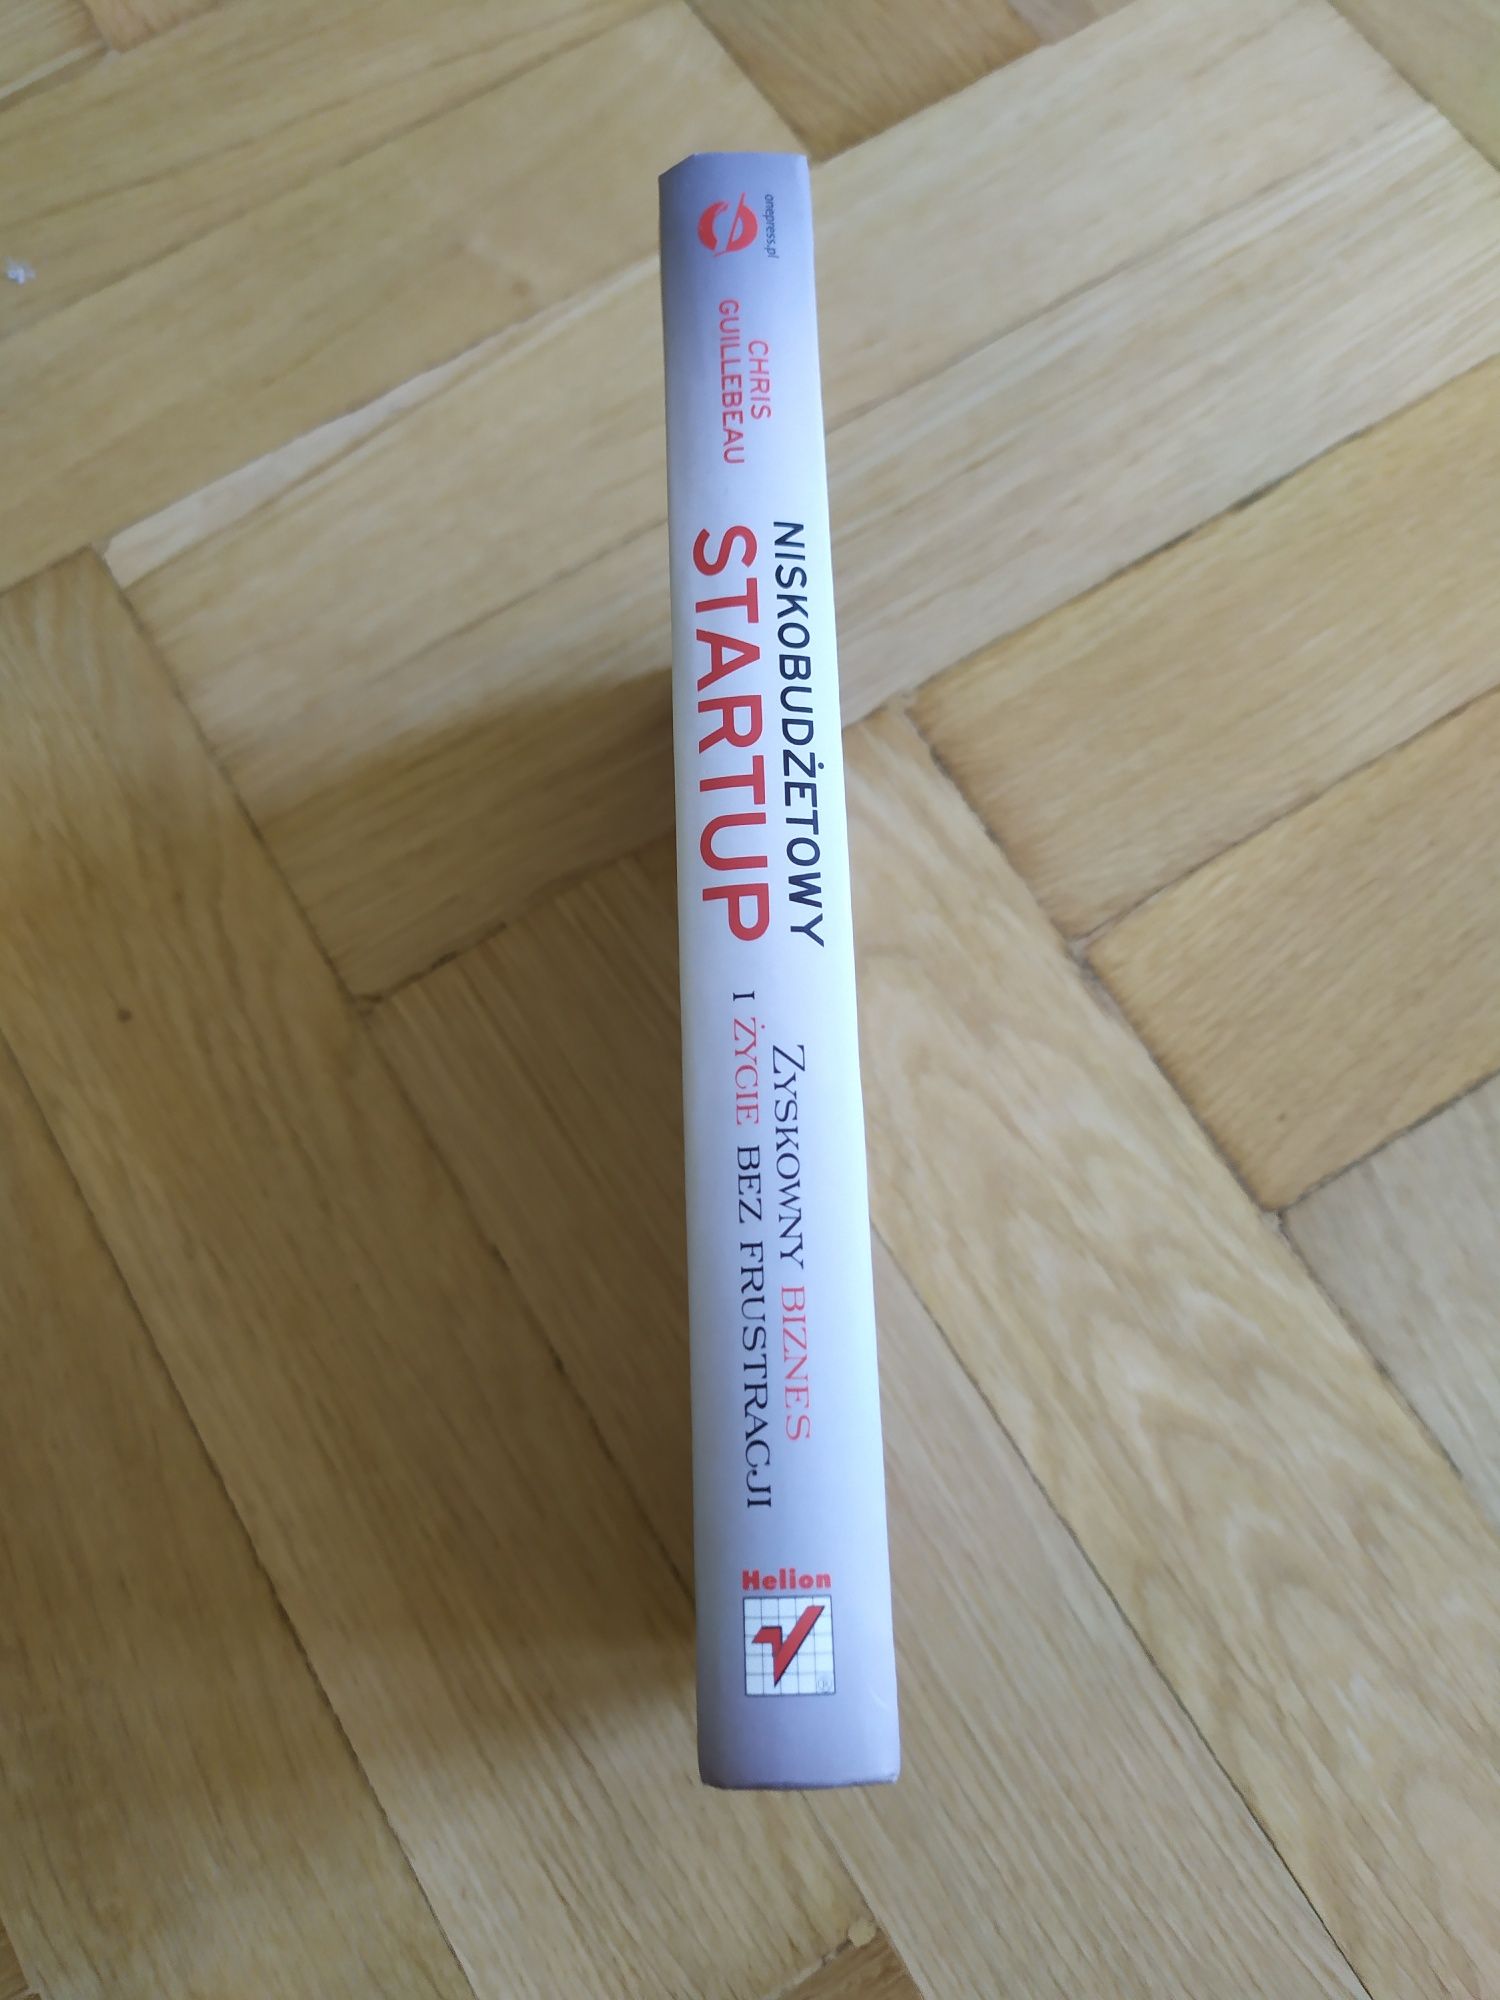 onepress.pl
CHRIS
GUILLEBEAU
NISKOBUDŻETOWY
STARTUP
ZYSKOWNY BIZNES
I ŻYCIE BEZ FRUSTRACJI
Helion
®